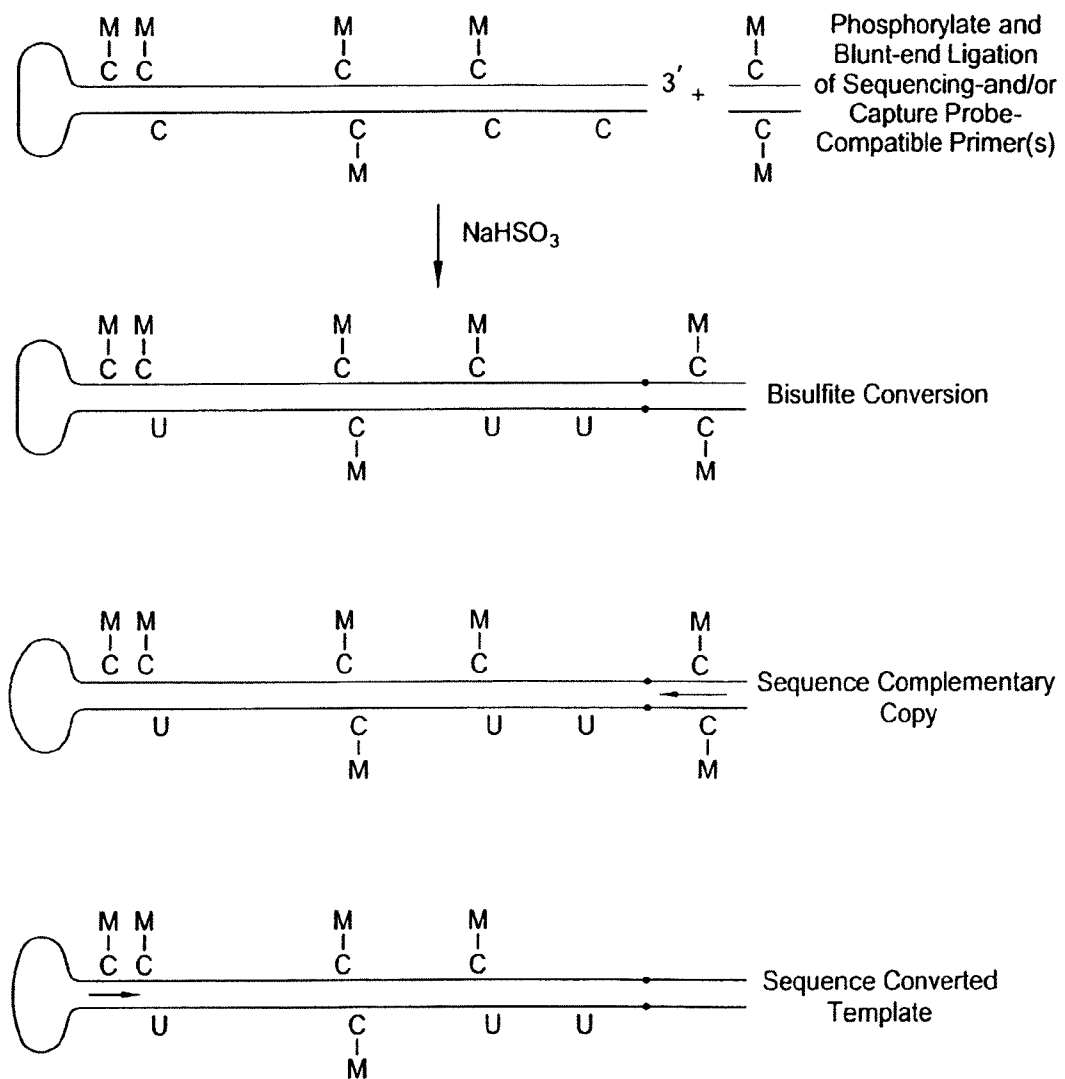 M M M M M
C C C C C
3′ +
C C C C C
M M
Phosphorylate and
Blunt-end Ligation
of Sequencing-and/or
Capture Probe-
Compatible Primer(s)
NaHSO3
M M M M M
C C C C C
U C U U C
M M
Bisulfite Conversion
M M M M M
C C C C C
U C U U C
M M
Sequence Complementary
Copy
M M M M
C C C C
U C U U
M
Sequence Converted
Template